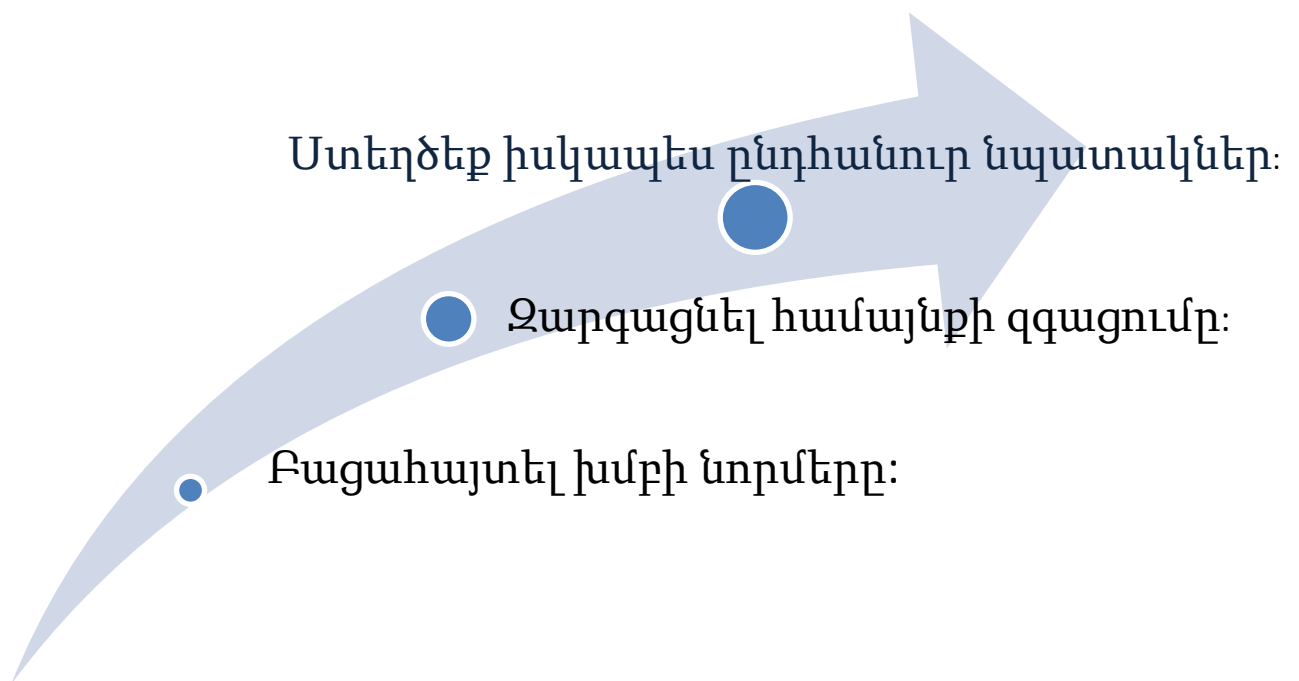 Ստեղծեք իսկապես ընդհանուր նպատակներ։
Զարգացնել համայնքի զգացումը։
Բացահայտել խմբի նորմերը: